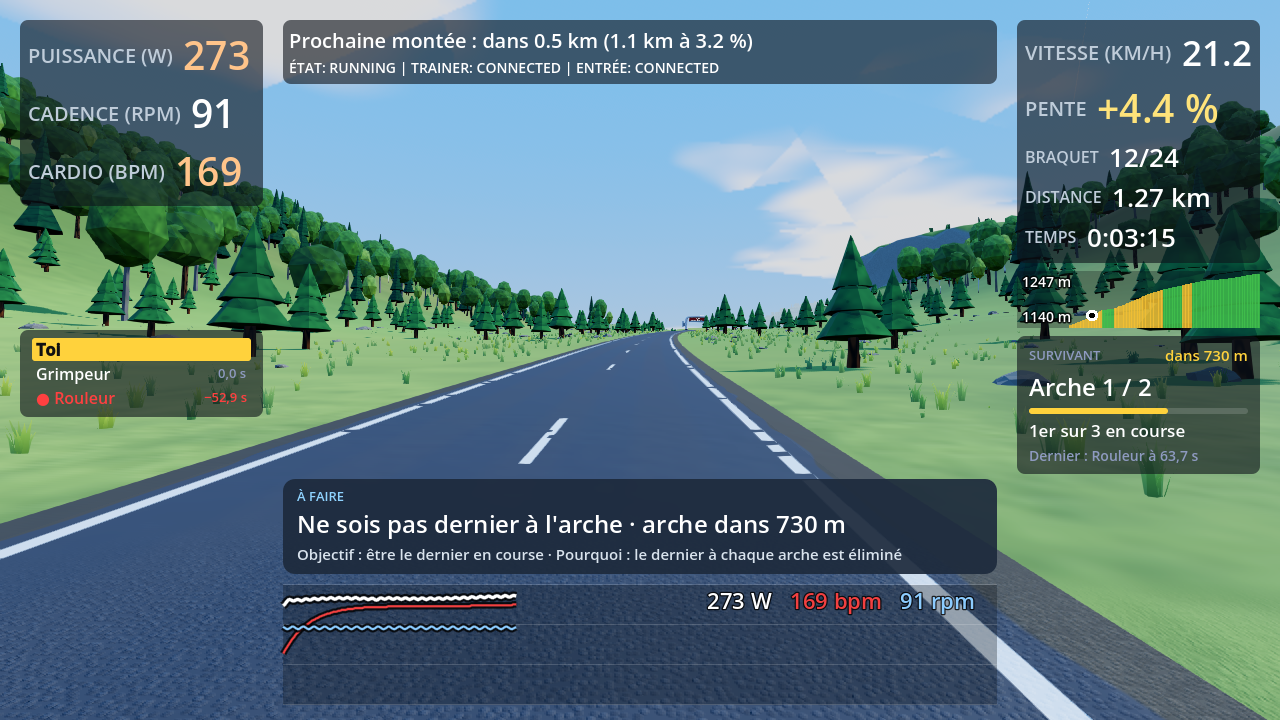 PUISSANCE (W) 273
CADENCE (RPM) 91
CARDIO (BPM) 169
Prochaine montée : dans 0.5 km (1.1 km à 3.2 %)
ÉTAT: RUNNING | TRAINER: CONNECTED | ENTRÉE: CONNECTED
VITESSE (KM/H) 21.2
PENTE +4.4 %
BRAQUET 12/24
DISTANCE 1.27 km
TEMPS 0:03:15
1247 m
1140 m
Toi
Grimpeur 0,0 s
Rouleur −52,9 s
SURVIVANT dans 730 m
Arche 1 / 2
1er sur 3 en course
Dernier : Rouleur à 63,7 s
À FAIRE
Ne sois pas dernier à l'arche · arche dans 730 m
Objectif : être le dernier en course · Pourquoi : le dernier à chaque arche est éliminé
273 W 169 bpm 91 rpm